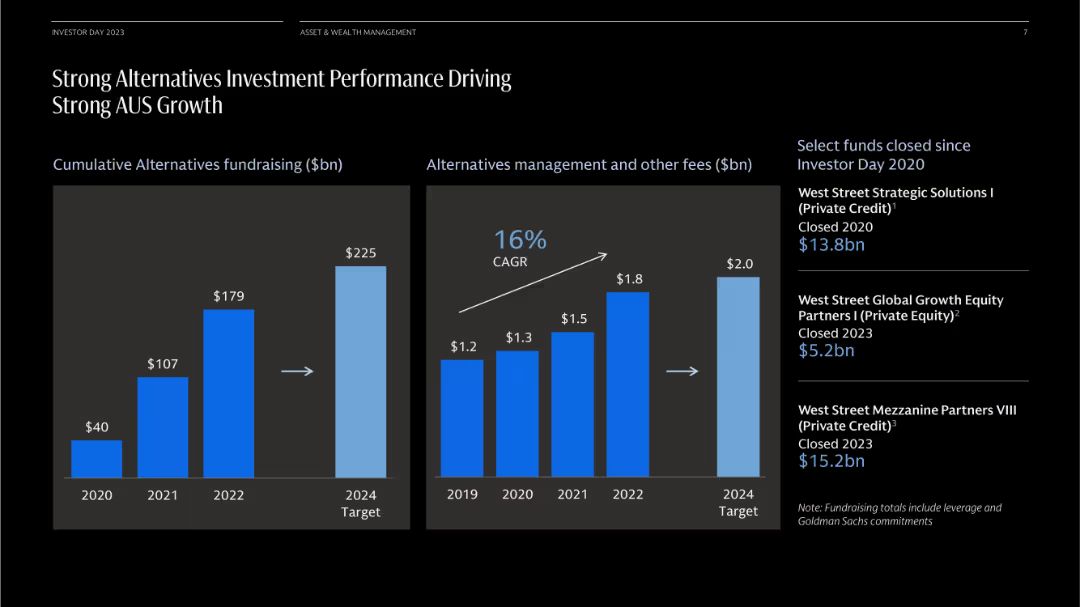 INVESTOR DAY 2023
ASSET & WEALTH MANAGEMENT
7
Strong Alternatives Investment Performance Driving
Strong AUS Growth
Cumulative Alternatives fundraising ($bn)
$40
$107
$179
$225
2020
2021
2022
2024
Target
Alternatives management and other fees ($bn)
16%
CAGR
$1.2
$1.3
$1.5
$1.8
$2.0
2019
2020
2021
2022
2024
Target
Select funds closed since
Investor Day 2020
West Street Strategic Solutions I
(Private Credit)1
Closed 2020
$13.8bn
West Street Global Growth Equity
Partners I (Private Equity)2
Closed 2023
$5.2bn
West Street Mezzanine Partners VIII
(Private Credit)3
Closed 2023
$15.2bn
Note: Fundraising totals include leverage and
Goldman Sachs commitments